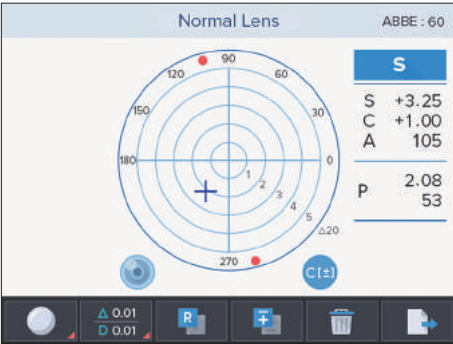 Normal Lens
ABBE : 60
S
S +3.25
C +1.00
A 105
P 2.08
53
90
120
60
150
30
180
0
1
2
3
4
5
△20
270
C[±]
△ 0.01
D 0.01
R
∓